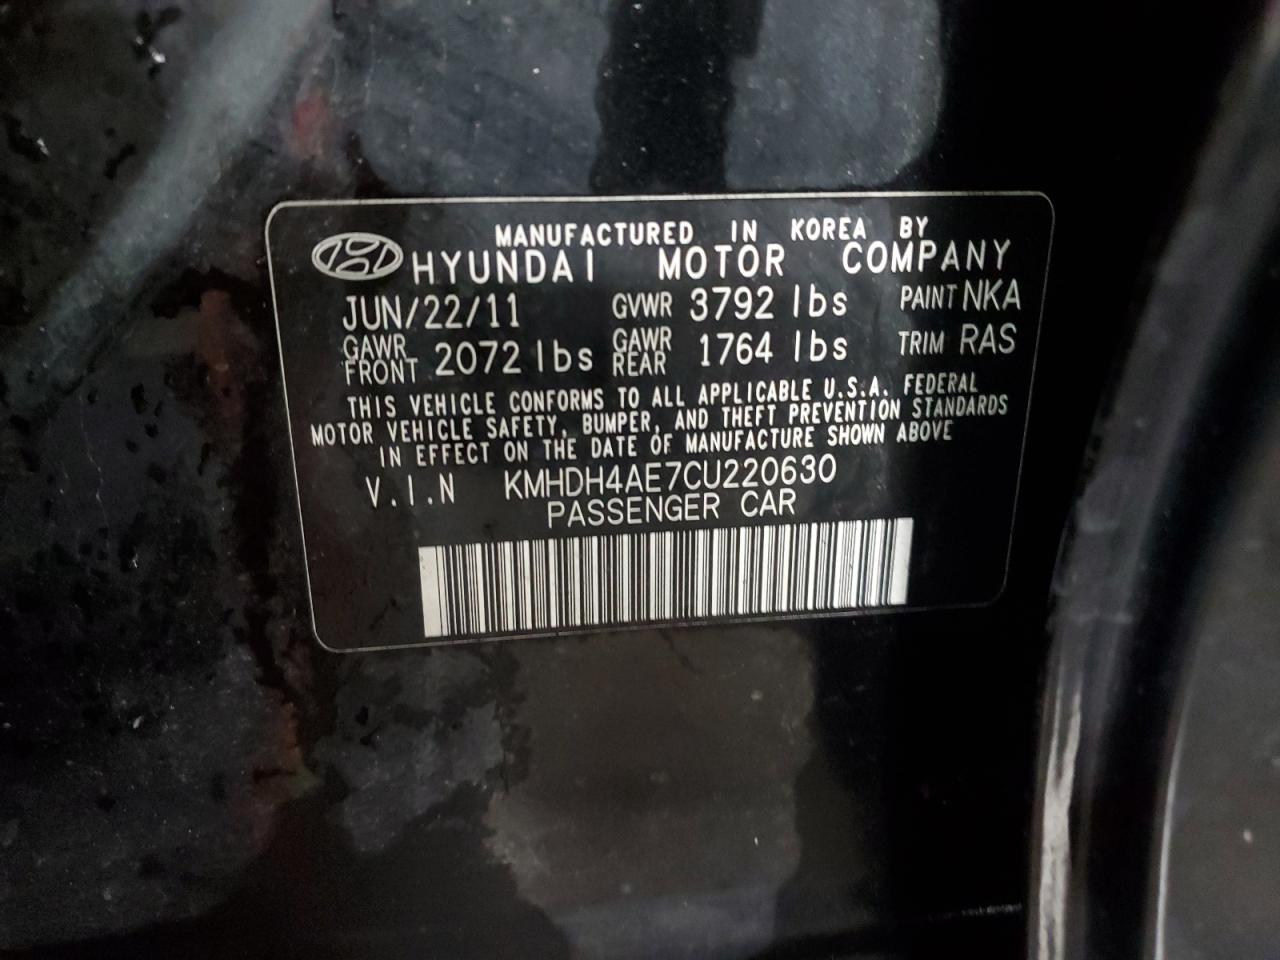 MANUFACTURED IN KOREA BY
HYUNDAI MOTOR COMPANY
JUN/22/11 GVWR 3792 lbs PAINT NKA
GAWR FRONT 2072 lbs GAWR REAR 1764 lbs TRIM RAS
THIS VEHICLE CONFORMS TO ALL APPLICABLE U.S.A. FEDERAL
MOTOR VEHICLE SAFETY, BUMPER, AND THEFT PREVENTION STANDARDS
IN EFFECT ON THE DATE OF MANUFACTURE SHOWN ABOVE
V.I.N KMHDH4AE7CU220630
PASSENGER CAR